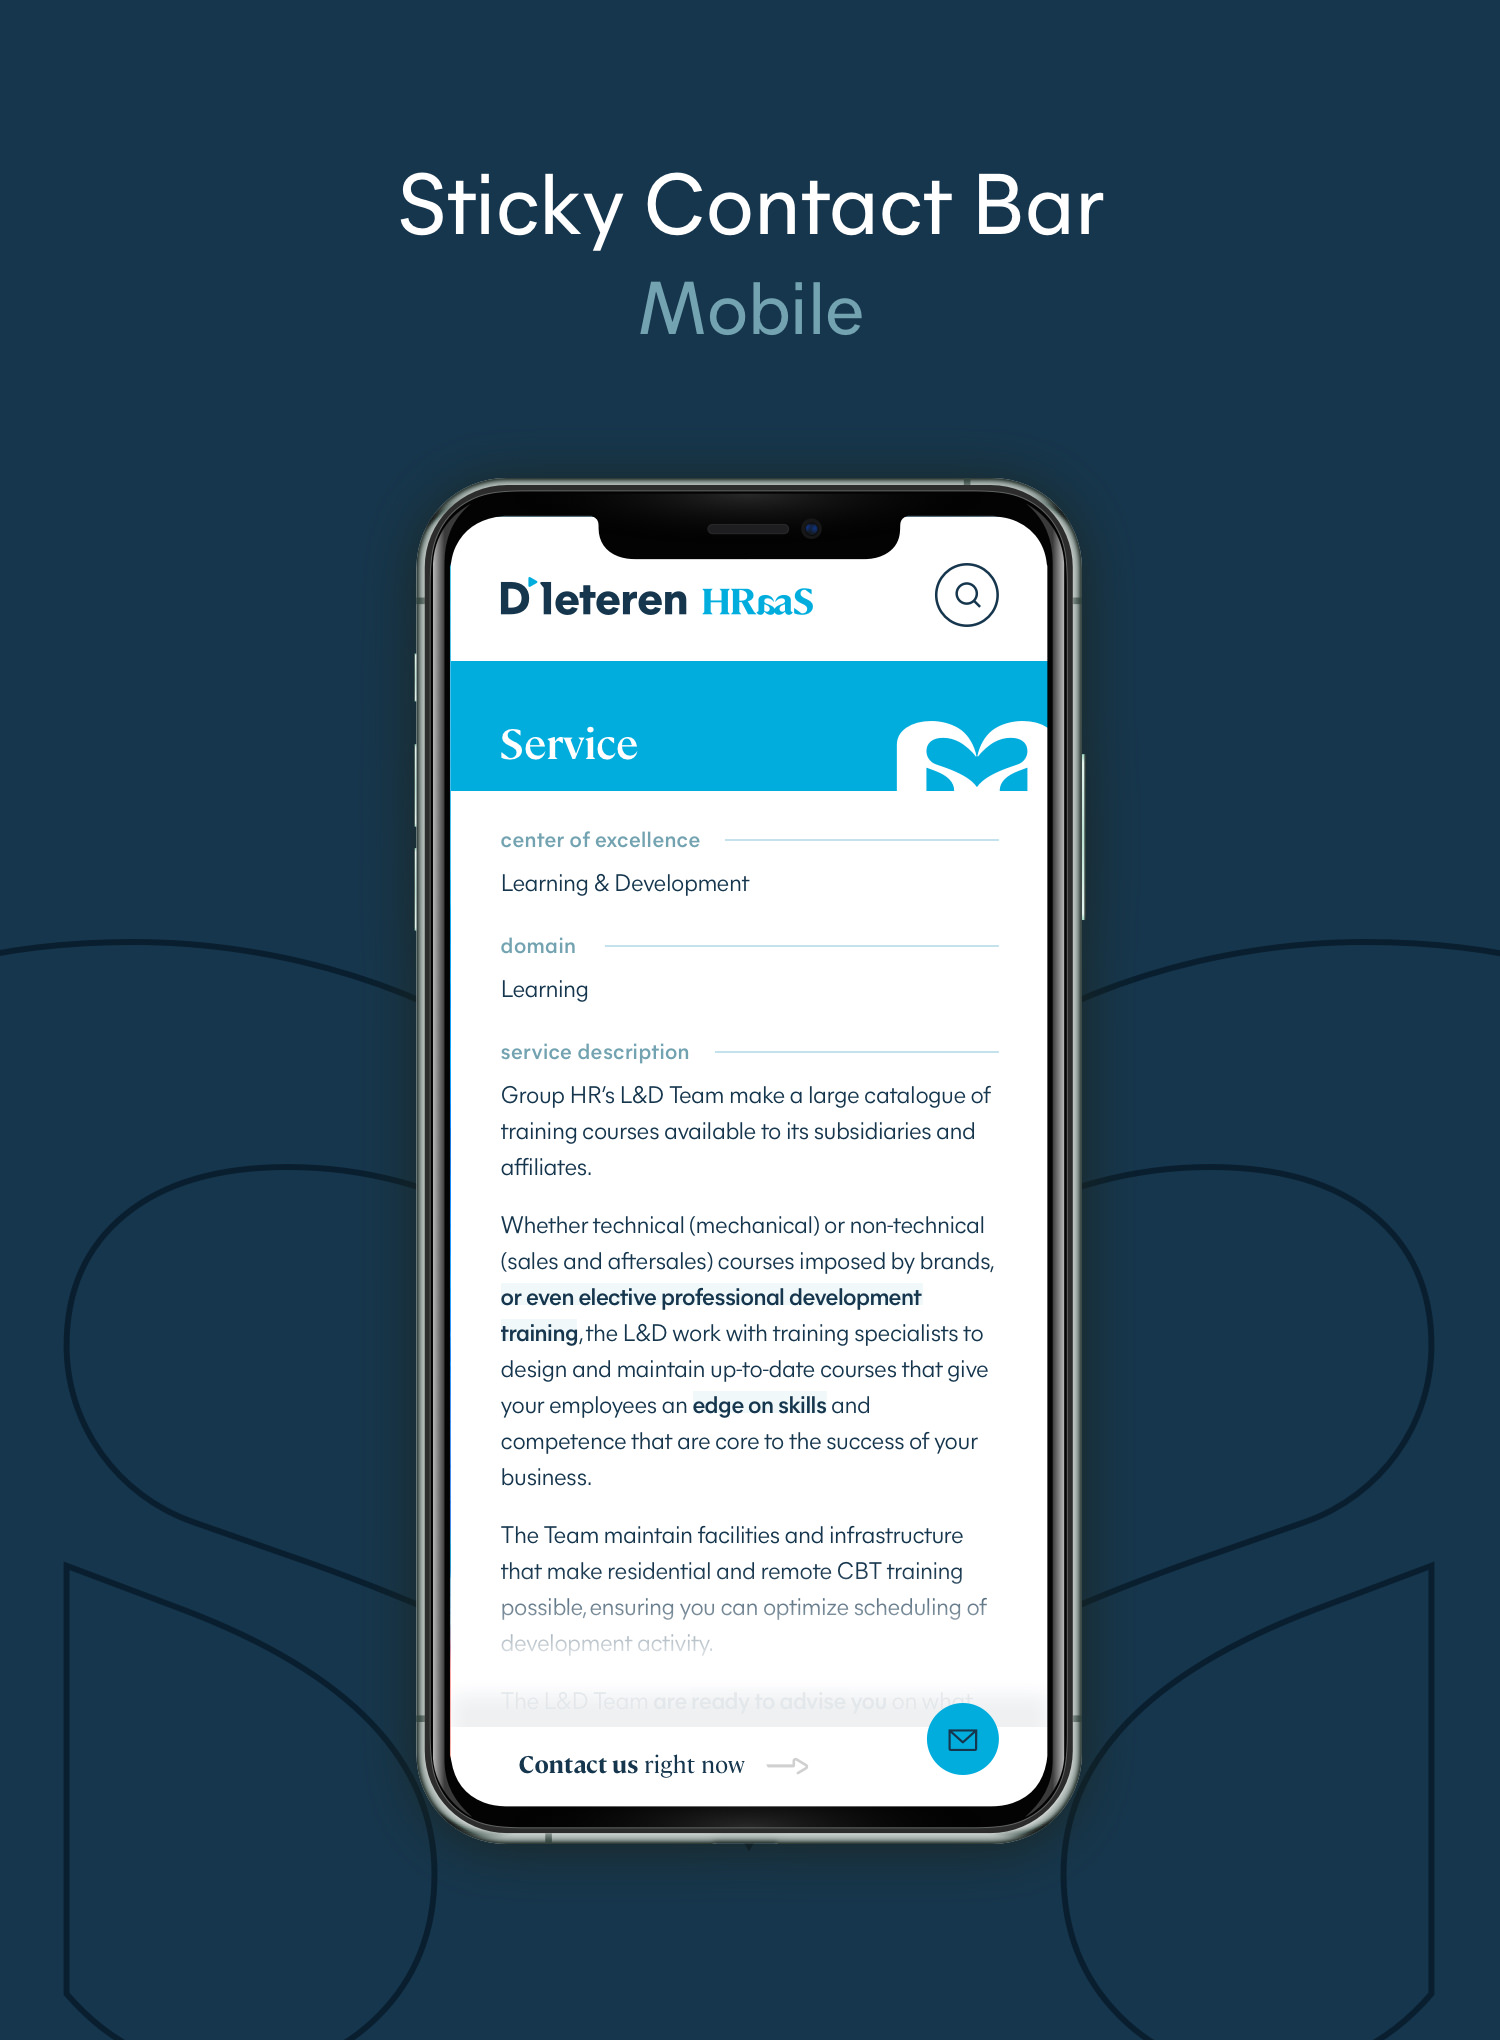 Sticky Contact Bar
Mobile
D'Ieteren HRaaS
Service
center of excellence
Learning & Development
domain
Learning
service description
Group HR’s L&D Team make a large catalogue of
training courses available to its subsidiaries and
affiliates.
Whether technical (mechanical) or non-technical
(sales and aftersales) courses imposed by brands,
or even elective professional development
training, the L&D work with training specialists to
design and maintain up-to-date courses that give
your employees an edge on skills and
competence that are core to the success of your
business.
The Team maintain facilities and infrastructure
that make residential and remote CBT training
possible, ensuring you can optimize scheduling of
development activity.
The L&D Team are ready to advise you on what
Contact us right now